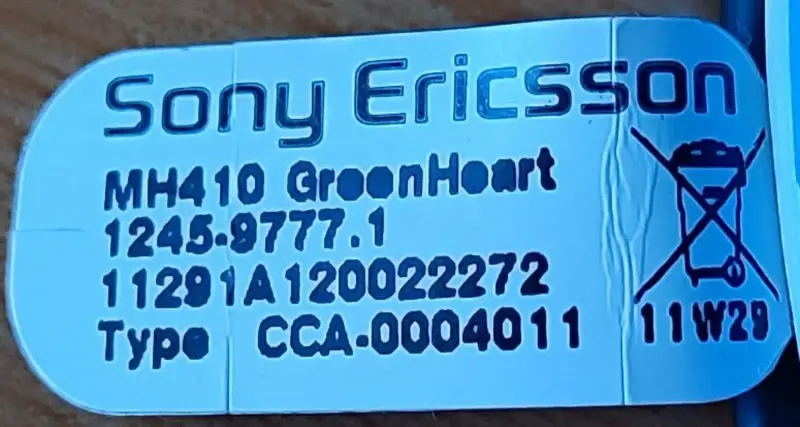 Sony Ericsson
MH410 GreenHeart
1245-9777.1
11291A120022272
Type CCA-0004011
11W29